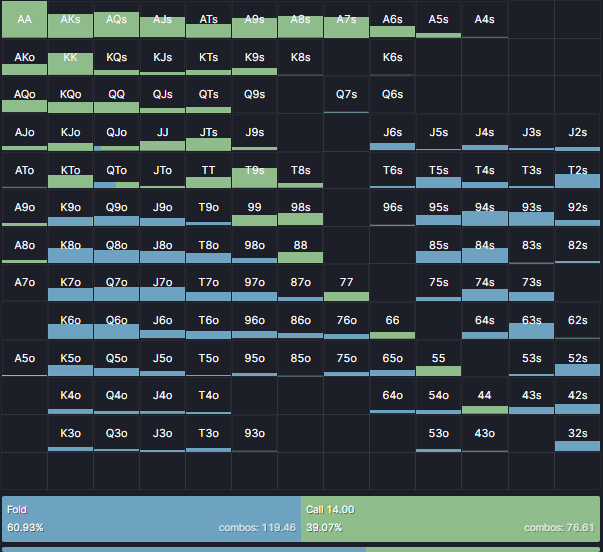 AA AKs AQs AJs ATs A9s A8s A7s A6s A5s A4s
AKo KK KQs KJs KTs K9s K8s K6s
AQo KQo QQ QJs QTs Q9s Q7s Q6s
AJo KJo QJo JJ JTs J9s J6s J5s J4s J3s J2s
ATo KTo QTo JTo TT T9s T8s T6s T5s T4s T3s T2s
A9o K9o Q9o J9o T9o 99 98s 96s 95s 94s 93s 92s
A8o K8o Q8o J8o T8o 98o 88 85s 84s 83s 82s
A7o K7o Q7o J7o T7o 97o 87o 77 75s 74s 73s
K6o Q6o J6o T6o 96o 86o 76o 66 64s 63s 62s
A5o K5o Q5o J5o T5o 95o 85o 75o 65o 55 53s 52s
K4o Q4o J4o T4o 64o 54o 44 43s 42s
K3o Q3o J3o T3o 93o 53o 43o 32s
Fold Call 14.00
60.93% combos: 119.46 39.07% combos: 76.61